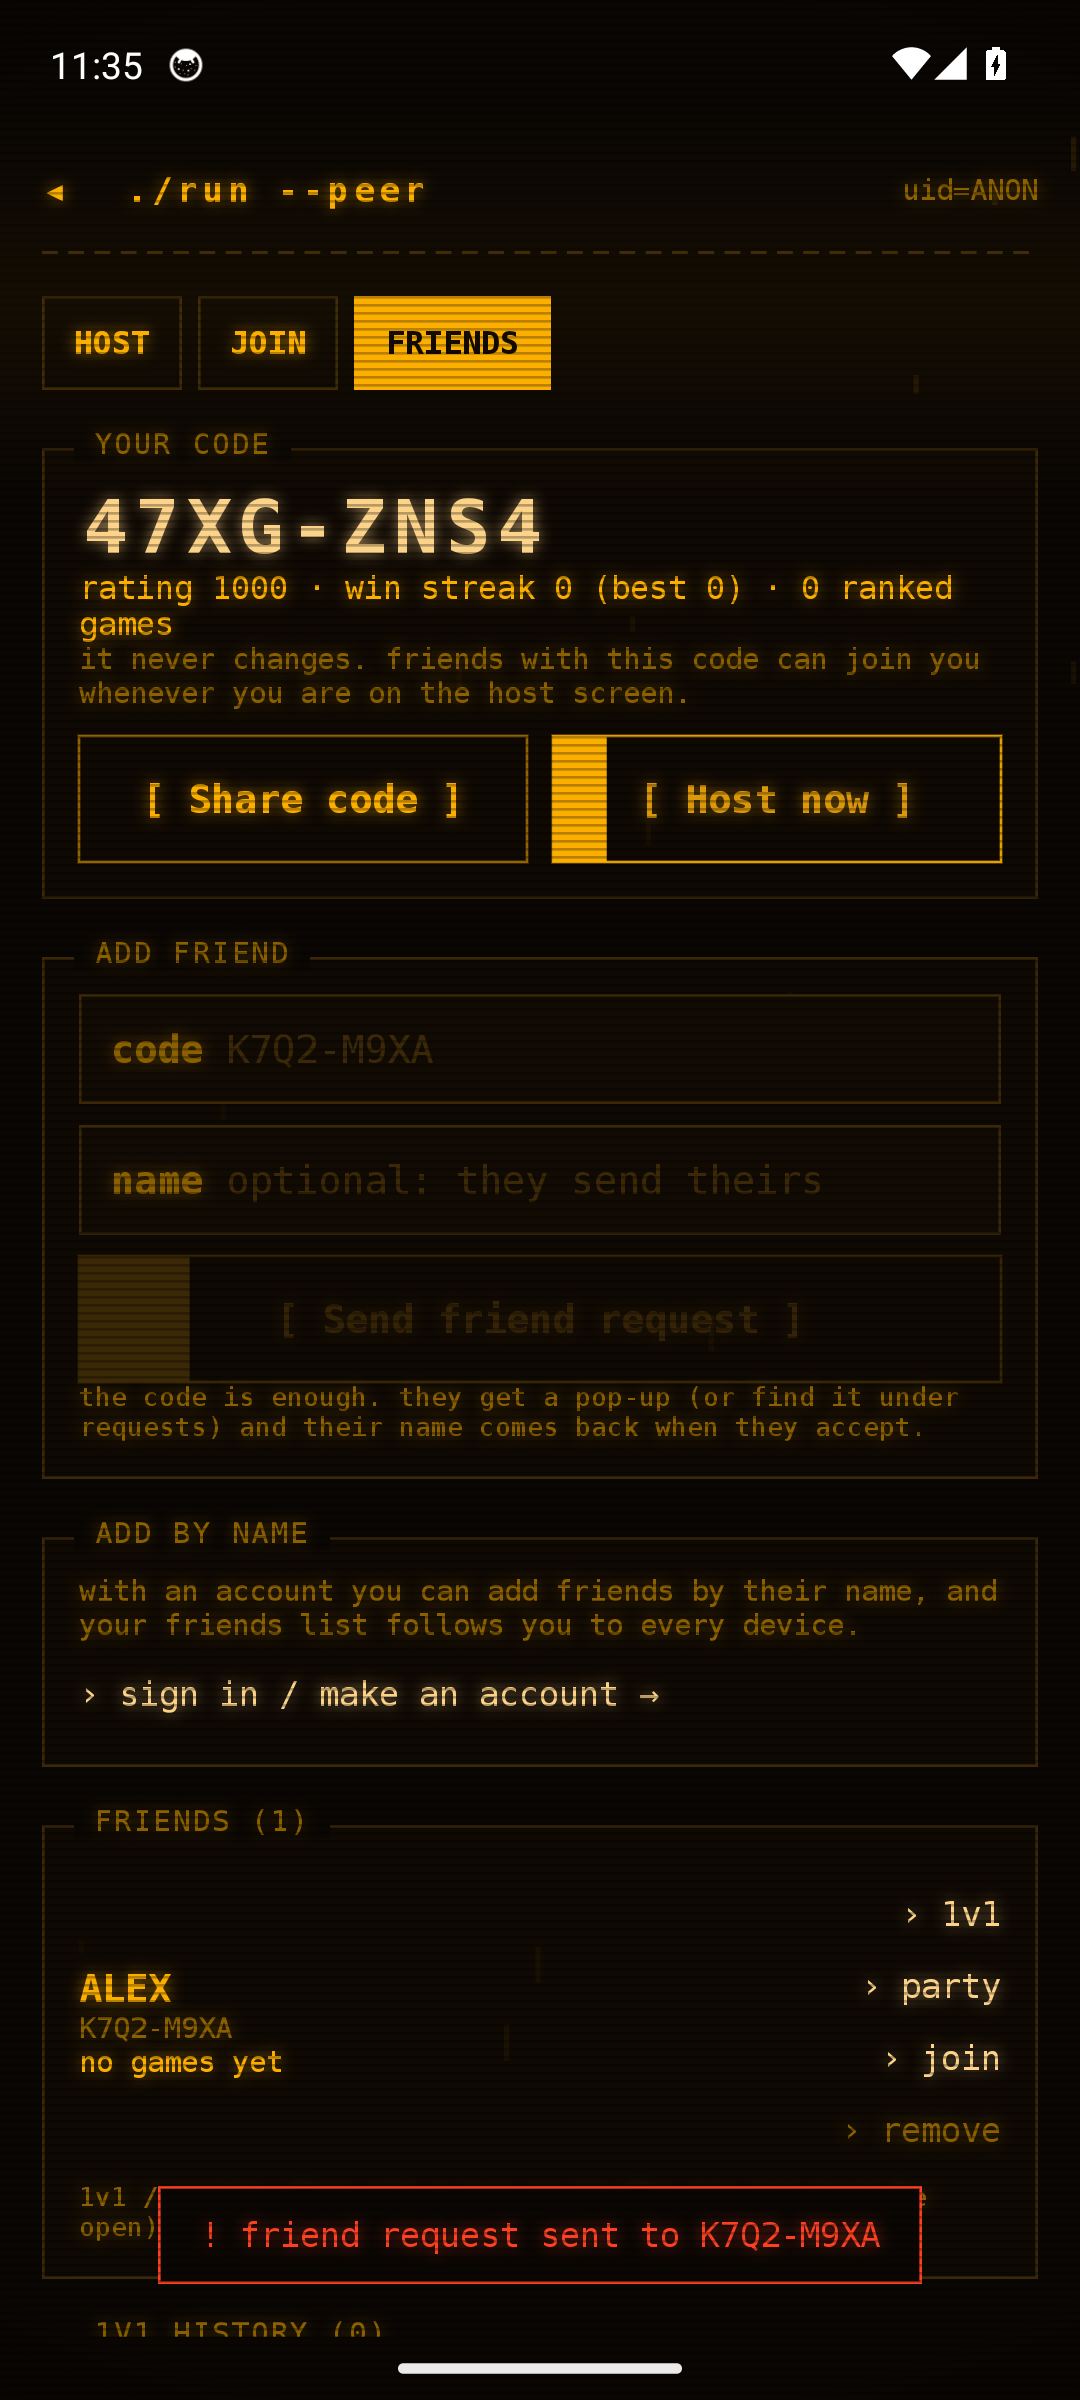 11:35
◂ ./run --peer
uid=ANON
HOST
JOIN
FRIENDS
YOUR CODE
47XG-ZNS4
rating 1000 · win streak 0 (best 0) · 0 ranked
games
it never changes. friends with this code can join you
whenever you are on the host screen.
[ Share code ]
[ Host now ]
ADD FRIEND
code K7Q2-M9XA
name optional: they send theirs
[ Send friend request ]
the code is enough. they get a pop-up (or find it under
requests) and their name comes back when they accept.
ADD BY NAME
with an account you can add friends by their name, and
your friends list follows you to every device.
› sign in / make an account →
FRIENDS (1)
› 1v1
ALEX
› party
K7Q2-M9XA
no games yet
› join
› remove
1v1 /
open)
! friend request sent to K7Q2-M9XA
1V1 HISTORY (0)